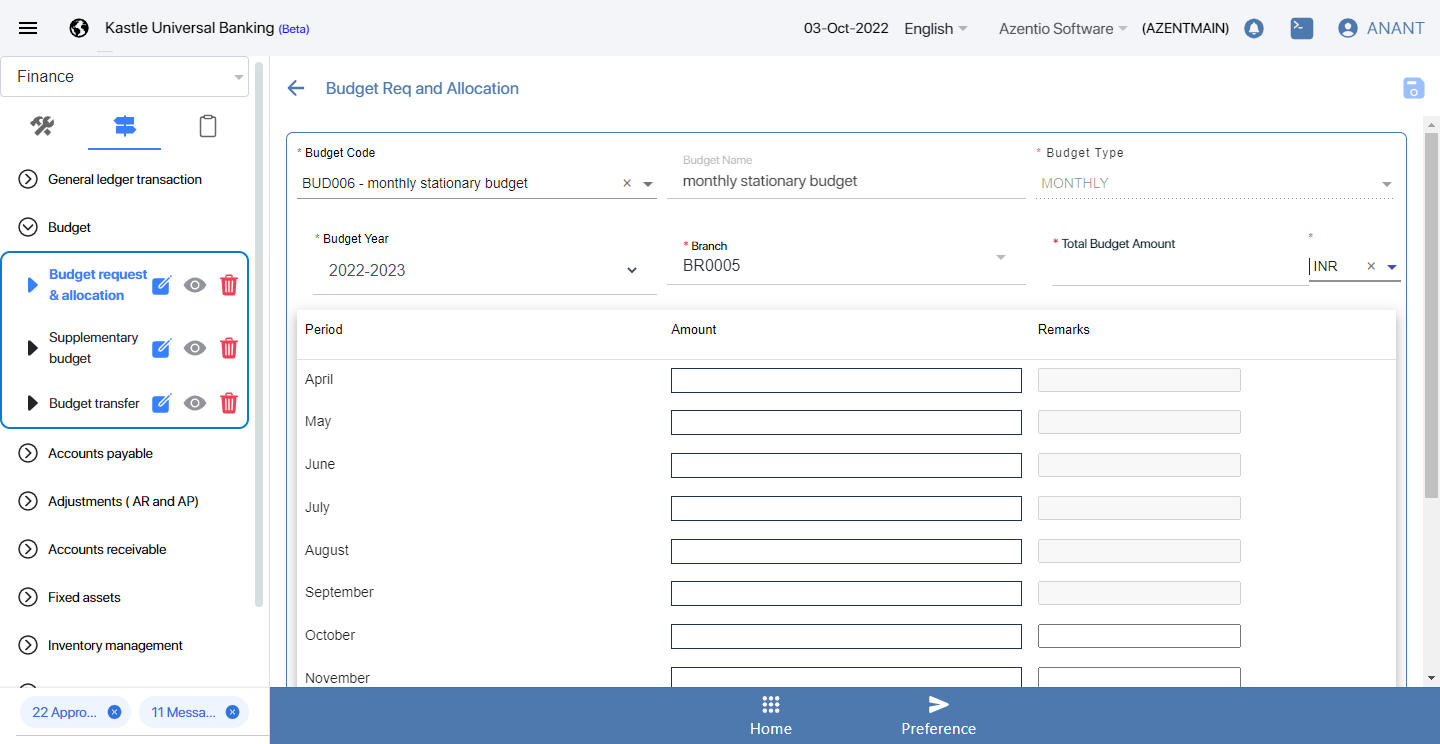 Kastle Universal Banking (Beta)
03-Oct-2022
English
Azentio Software
(AZENTMAIN)
ANANT
Finance
General ledger transaction
Budget
Budget request
& allocation
Supplementary
budget
Budget transfer
Accounts payable
Adjustments ( AR and AP)
Accounts receivable
Fixed assets
Inventory management
22 Appro...
11 Messa...
Budget Req and Allocation
* Budget Code
BUD006 - monthly stationary budget
Budget Name
monthly stationary budget
* Budget Type
MONTHLY
* Budget Year
2022-2023
* Branch
BR0005
* Total Budget Amount
*
INR
Period Amount Remarks
April
May
June
July
August
September
October
November
Home
Preference